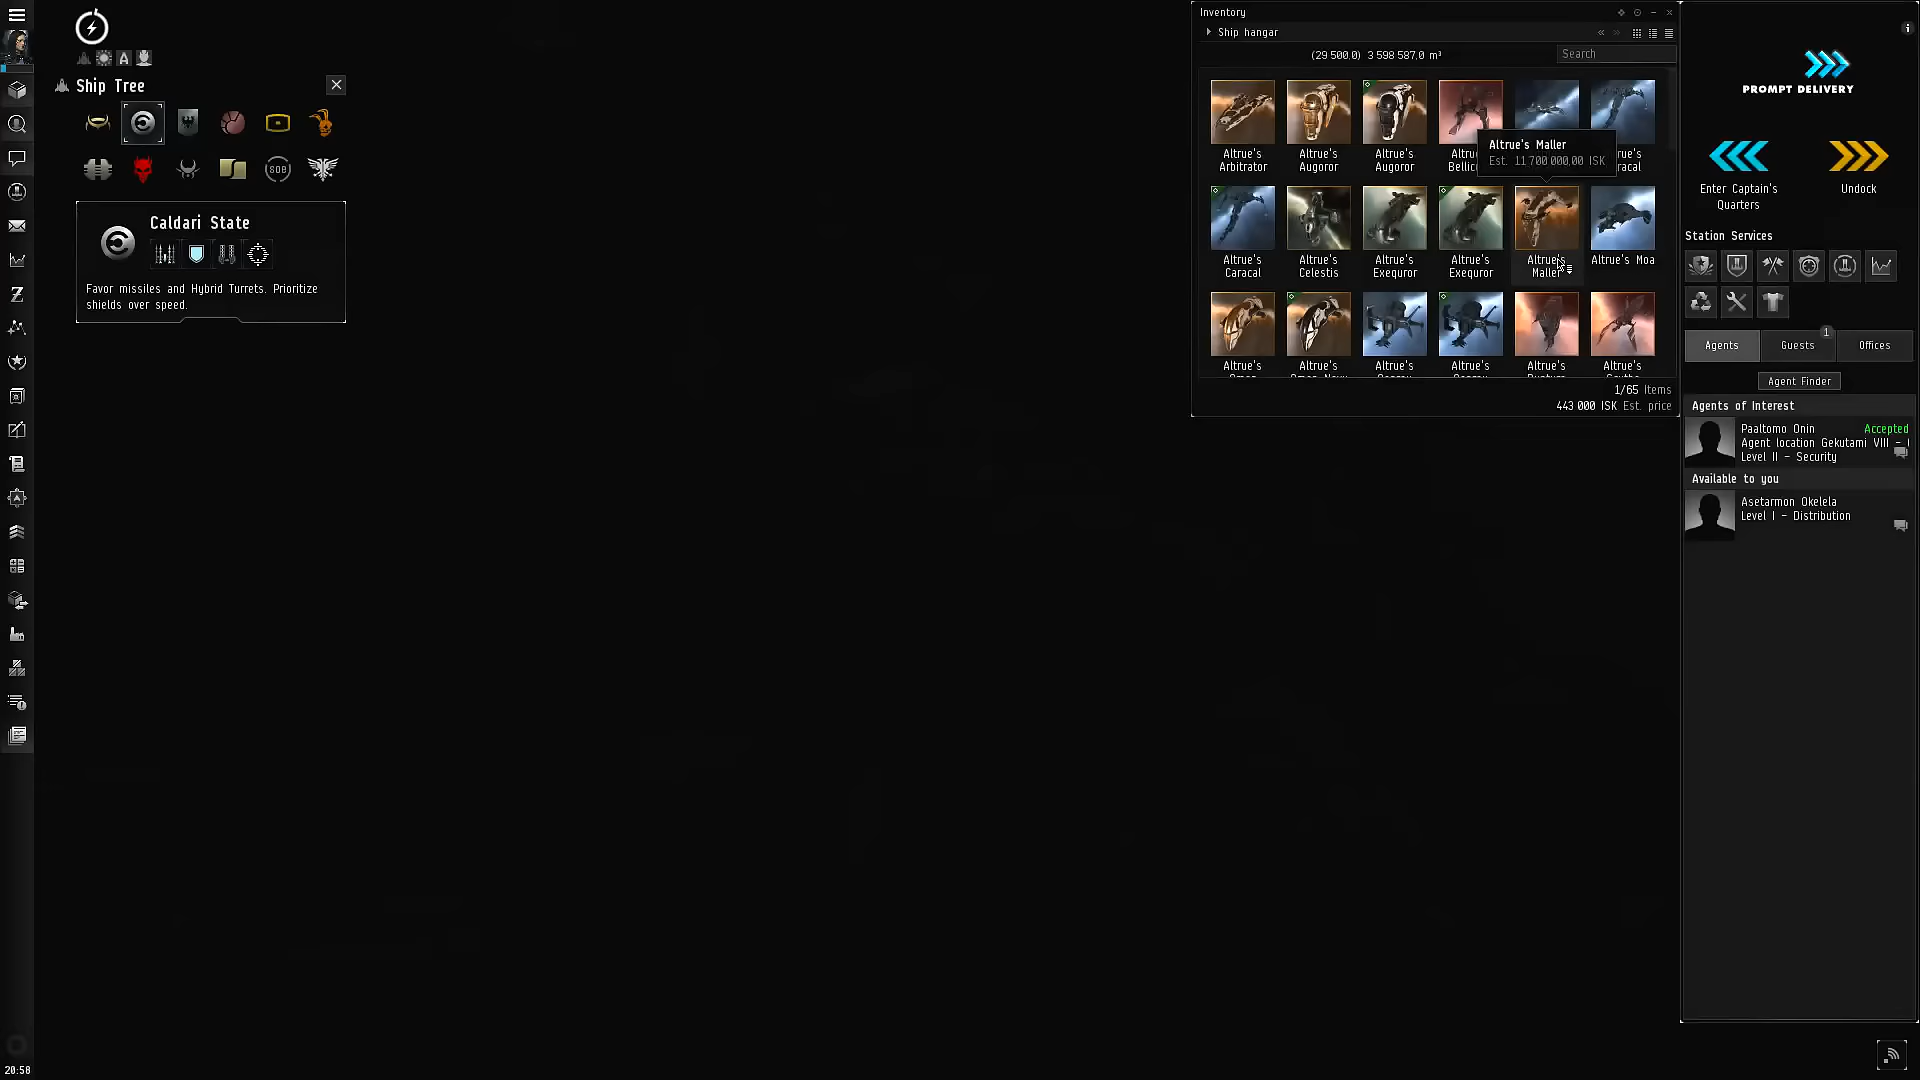 Ship Tree
SOB
Caldari State
Favor missiles and Hybrid Turrets. Prioritize
shields over speed.
20:58
Inventory
Ship hangar
(29 500,0) 3 598 587,0 m³
Search
Altrue's
Arbitrator
Altrue's
Augoror
Altrue's
Augoror
Altrue's Maller
Est. 11 700 000,00 ISK
Altrue's
Caracal
Altrue's
Celestis
Altrue's
Exequror
Altrue's
Exequror
Altrue's
Maller
Altrue's Moa
Altrue's
Altrue's
Altrue's
Altrue's
Altrue's
Altrue's
1/65 Items
443 000 ISK Est. price
PROMPT DELIVERY
Enter Captain's
Quarters
Undock
Station Services
Agents
Guests
1
Offices
Agent Finder
Agents of Interest
Paaltomo Onin
Accepted
Agent location Gekutami VIII -
Level II - Security
Available to you
Asetarmon Okelela
Level I - Distribution